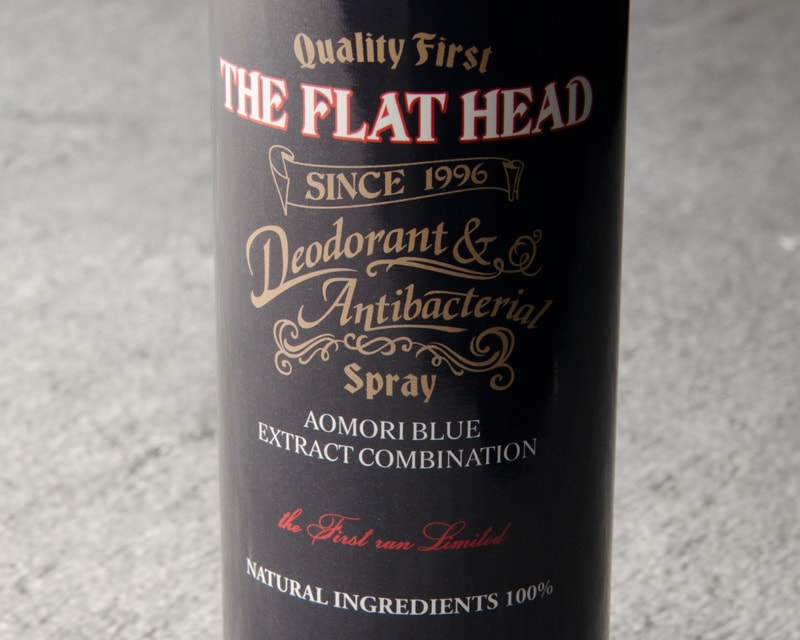 Quality First
THE FLAT HEAD
SINCE 1996
Deodorant &
Antibacterial
Spray
AOMORI BLUE
EXTRACT COMBINATION
the First run Limited
NATURAL INGREDIENTS 100%